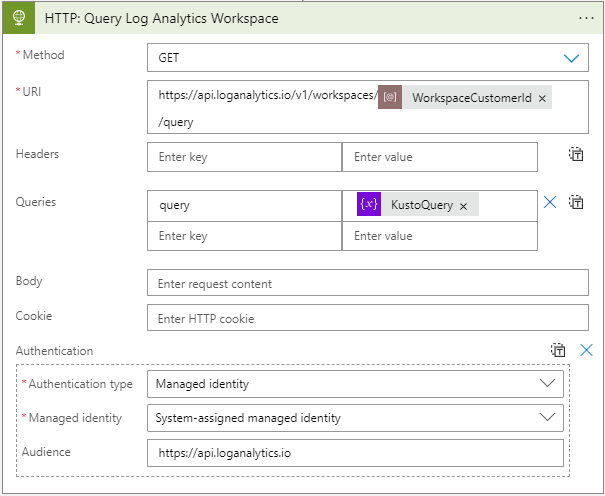 HTTP: Query Log Analytics Workspace
* Method
GET
* URI
https://api.loganalytics.io/v1/workspaces/ [@] WorkspaceCustomerId ×
/query
Headers
Enter key Enter value
Queries
query {x} KustoQuery ×
Enter key Enter value
Body
Enter request content
Cookie
Enter HTTP cookie
Authentication
* Authentication type
Managed identity
* Managed identity
System-assigned managed identity
Audience
https://api.loganalytics.io